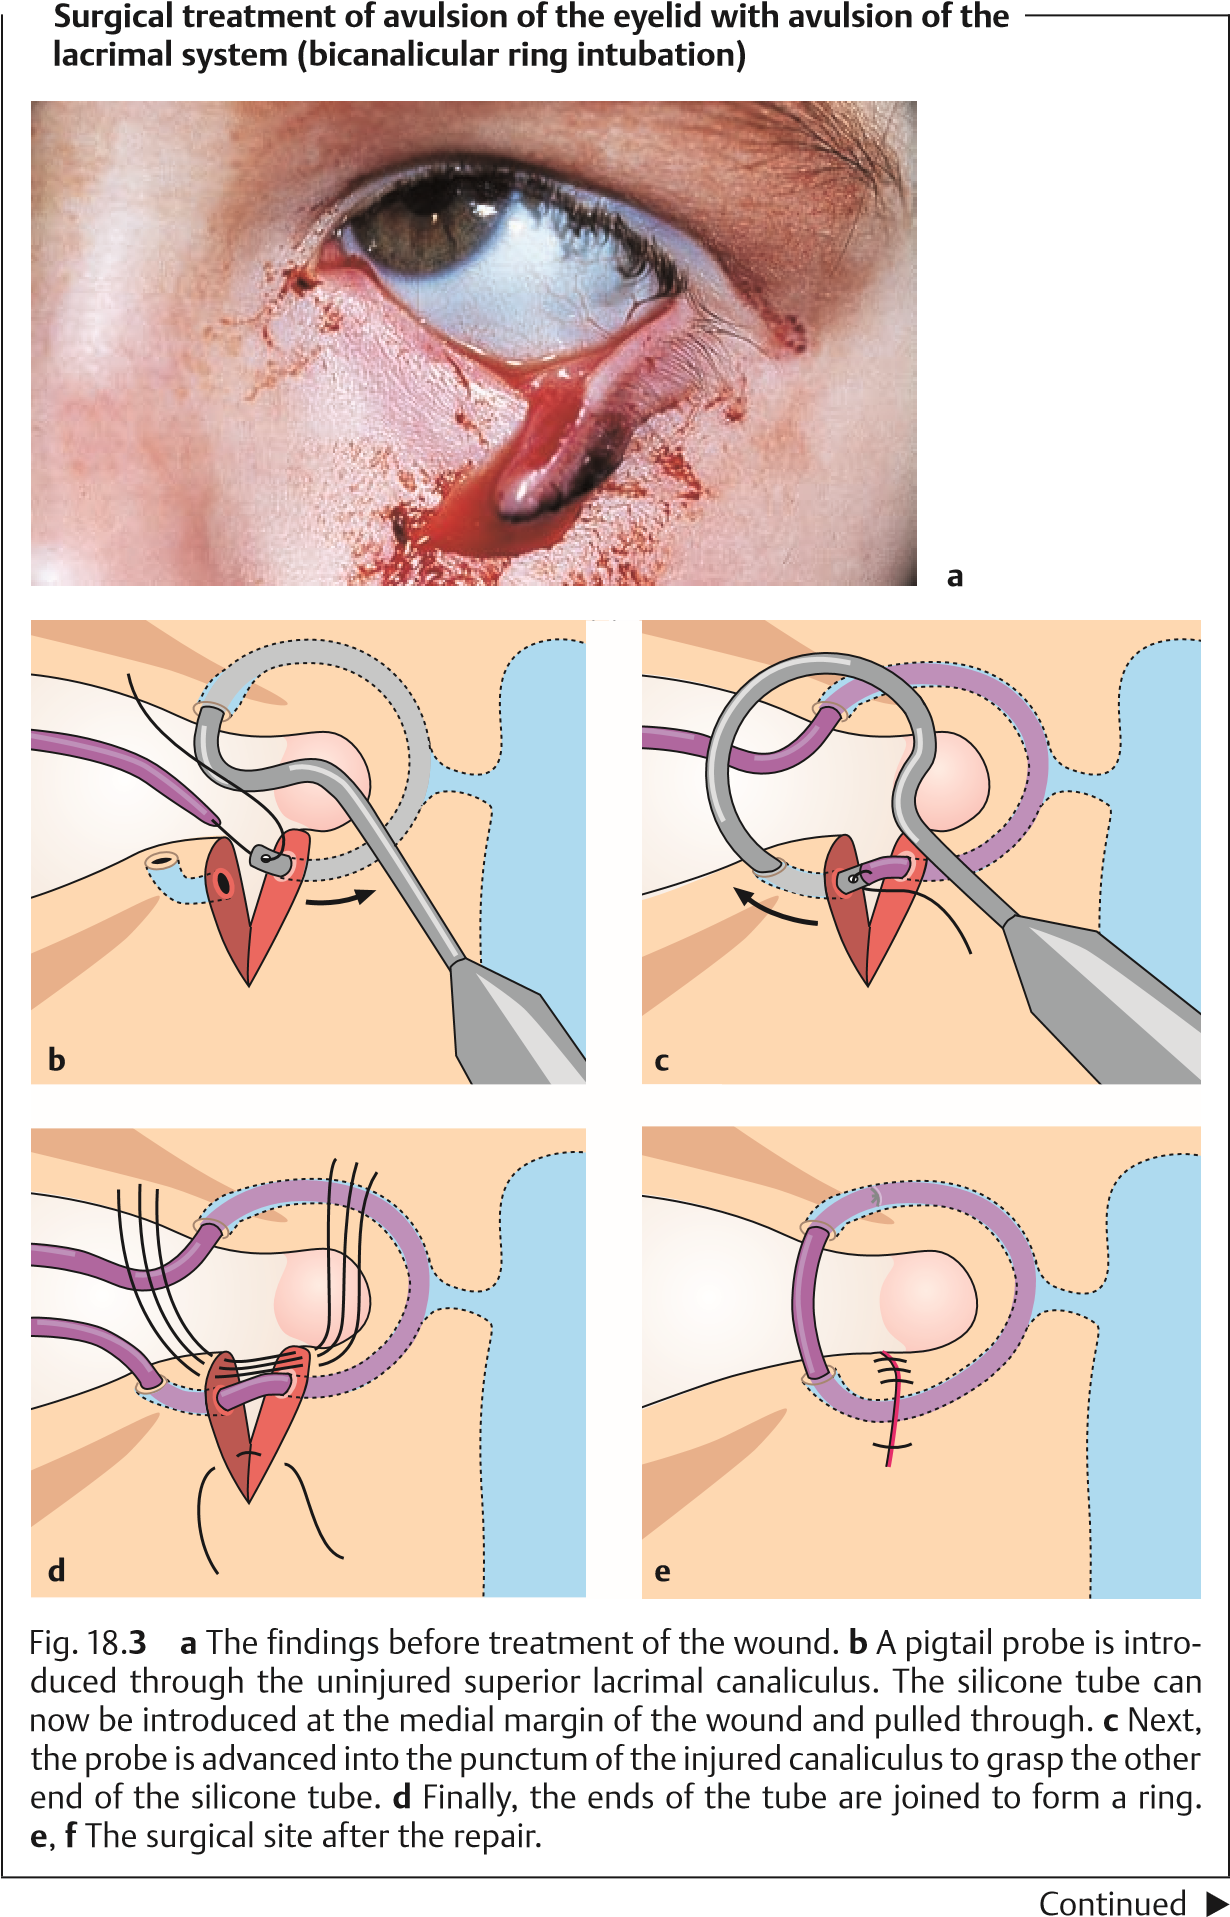 Surgical treatment of avulsion of the eyelid with avulsion of the
lacrimal system (bicanalicular ring intubation)
a
b
c
d
e
Fig. 18.3 a The findings before treatment of the wound. b A pigtail probe is intro-
duced through the uninjured superior lacrimal canaliculus. The silicone tube can
now be introduced at the medial margin of the wound and pulled through. c Next,
the probe is advanced into the punctum of the injured canaliculus to grasp the other
end of the silicone tube. d Finally, the ends of the tube are joined to form a ring.
e, f The surgical site after the repair.
Continued ▶